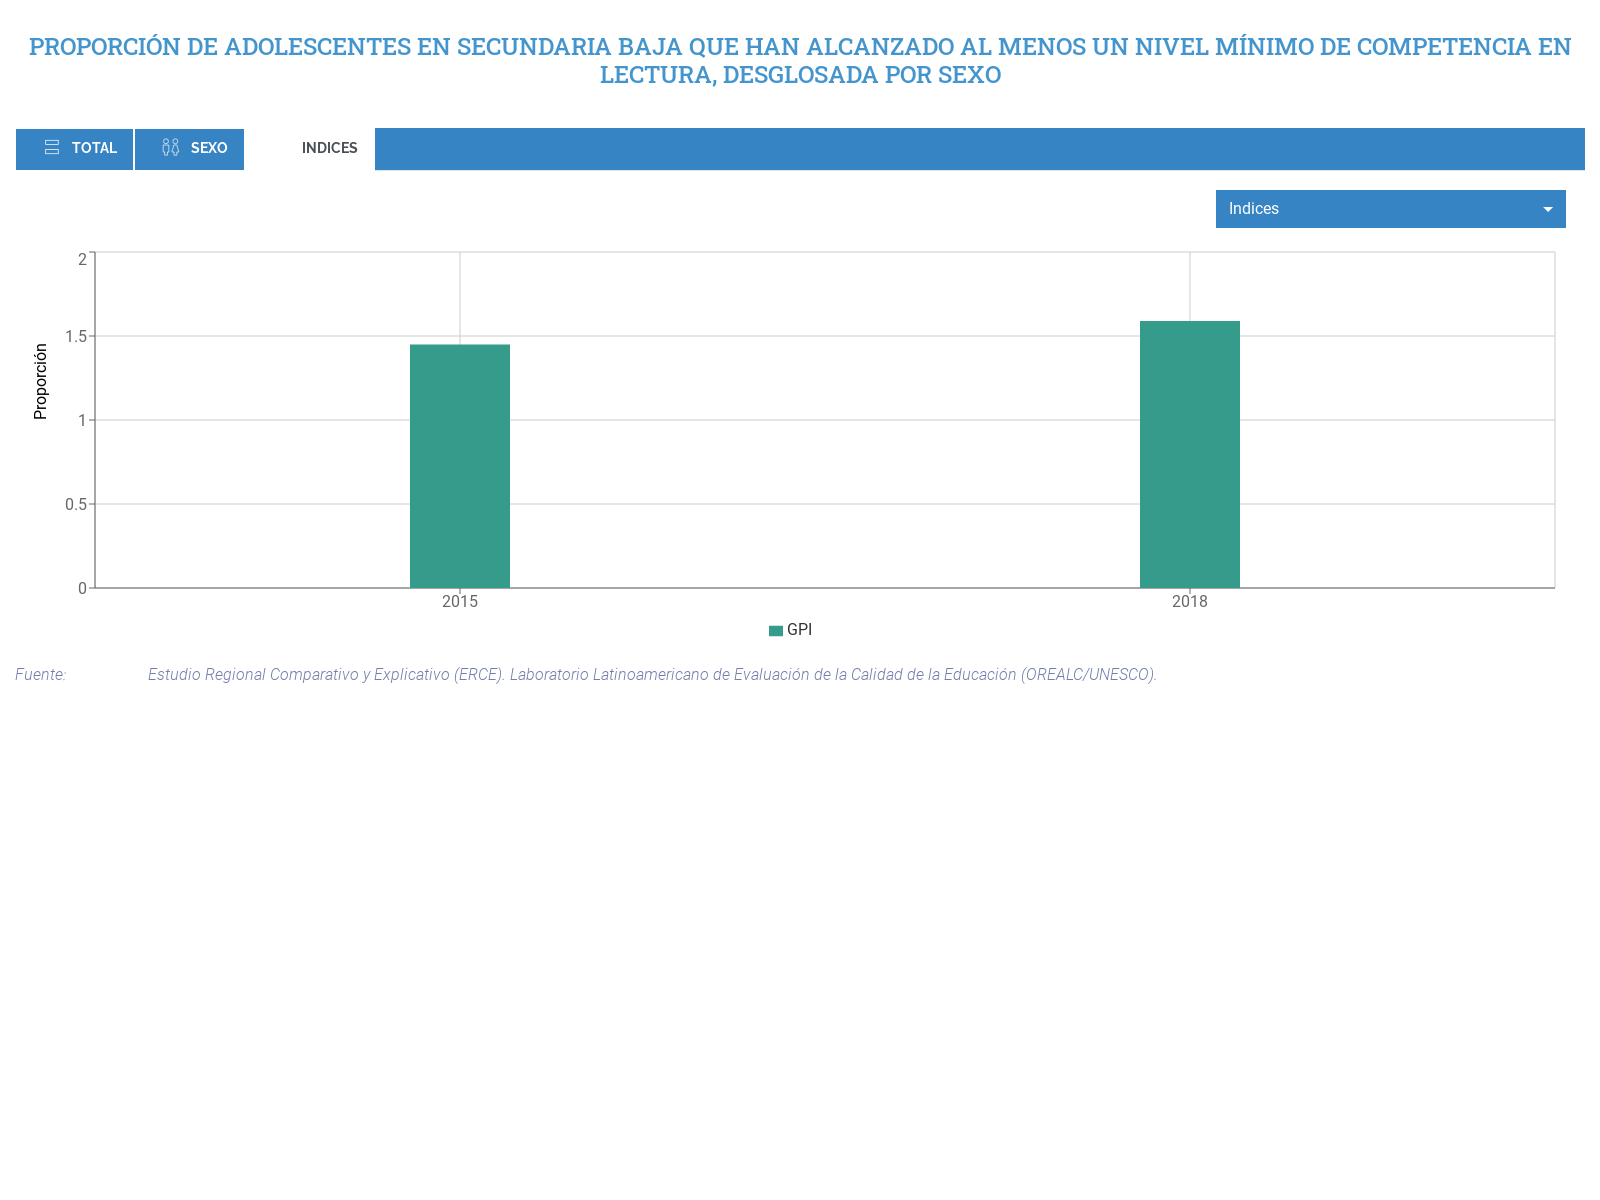 PROPORCIÓN DE ADOLESCENTES EN SECUNDARIA BAJA QUE HAN ALCANZADO AL MENOS UN NIVEL MÍNIMO DE COMPETENCIA EN
LECTURA, DESGLOSADA POR SEXO
TOTAL SEXO INDICES
Indices
Proporción
2
1.5
1
0.5
0
2015 2018
GPI
Fuente: Estudio Regional Comparativo y Explicativo (ERCE). Laboratorio Latinoamericano de Evaluación de la Calidad de la Educación (OREALC/UNESCO).